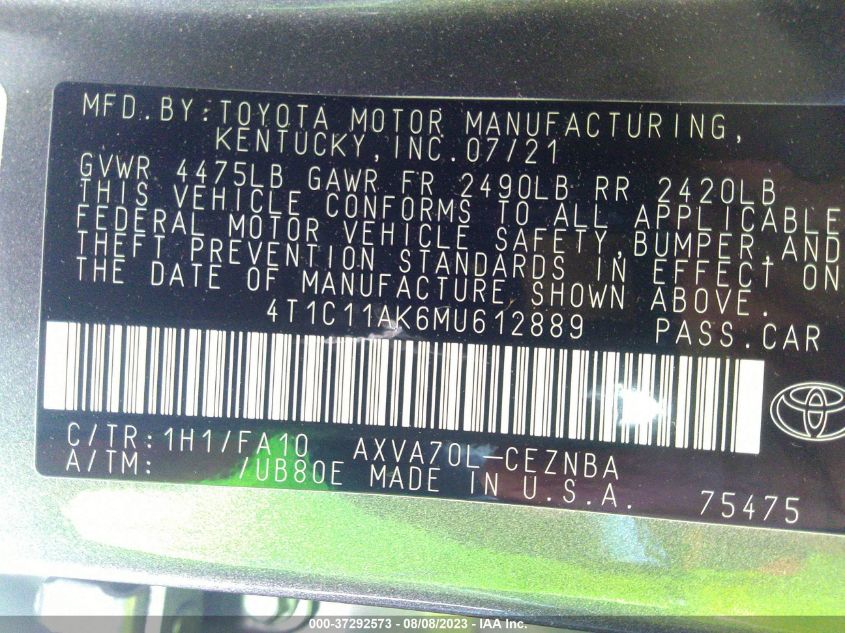 MFD.BY:TOYOTA MOTOR MANUFACTURING,
KENTUCKY,INC.07/21
GVWR 4475LB GAWR FR 2490LB RR 2420LB
THIS VEHICLE CONFORMS TO ALL APPLICABLE
FEDERAL MOTOR VEHICLE SAFETY,BUMPER,AND
THEFT PREVENTION STANDARDS IN EFFECT ON
THE DATE OF MANUFACTURE SHOWN ABOVE.
4T1C11AK6MU612889 PASS.CAR
C/TR:1H1/FA10 AXVA70L-CEZNBA
A/TM: /UB80E MADE IN U.S.A. 75475
000-37292573 — 08/08/2023 — IAA Inc.